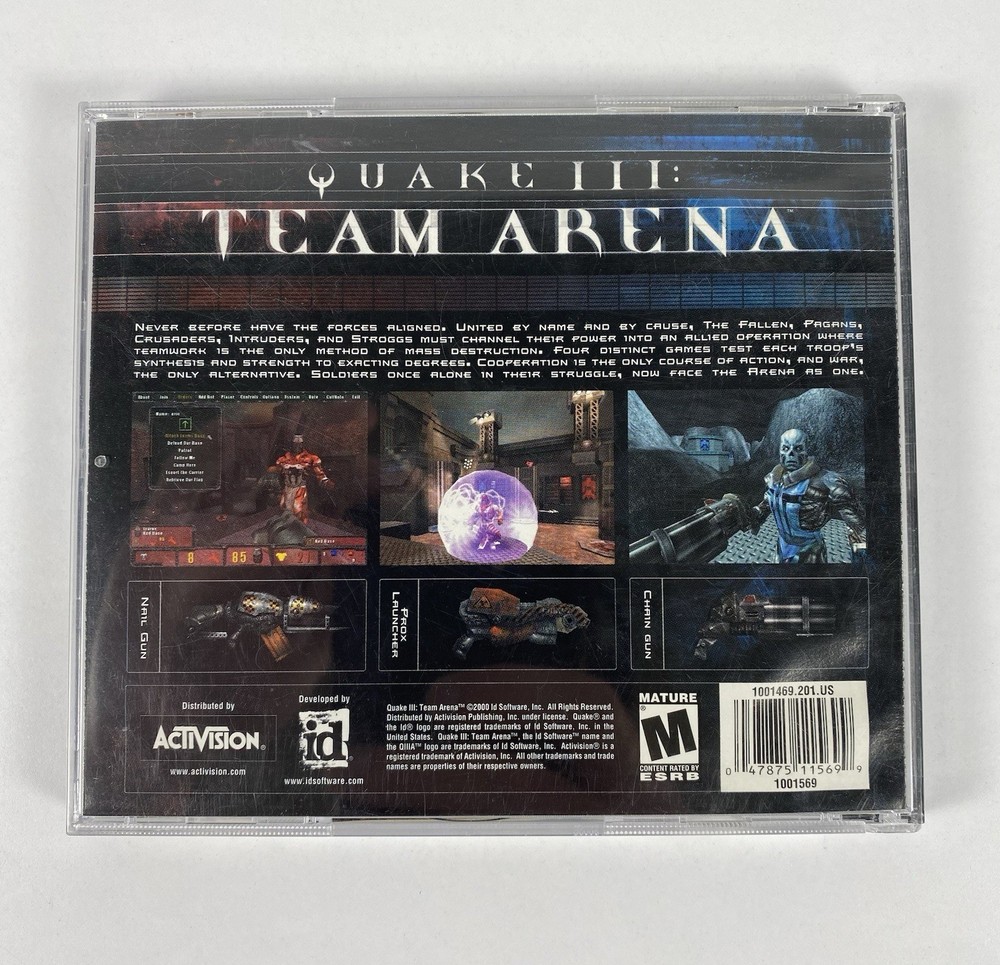 QUAKE III:
TEAM ARENA™
Never before have the forces aligned. United by name and by cause, The Fallen, Pagans,
Crusaders, Intruders, and Stroggs must channel their power into an allied operation where
teamwork is the only method of mass destruction. Four distinct games test each troop's
synthesis and strength to exacting degrees. Cooperation is the only course of action, and war,
the only alternative. Soldiers once alone in their struggle, now face the Arena as one.
Defend Our Base
Patrol
Follow Me
Camp Here
Escort the Carrier
Retrieve Our Flag
8 85
Nail Gun
Prox
Launcher
Chain Gun
Distributed by
ACTIVISION®
www.activision.com
Developed by
id
www.idsoftware.com
Quake III: Team Arena™ ©2000 Id Software, Inc. All Rights Reserved.
Distributed by Activision Publishing, Inc. under license. Quake® and
the Id® logo are registered trademarks of Id Software, Inc. in the
United States. Quake III: Team Arena™, the Id Software™ name and
the QIIIA™ logo are trademarks of Id Software, Inc. Activision® is a
registered trademark of Activision, Inc. All other trademarks and trade
names are properties of their respective owners.
MATURE
M
CONTENT RATED BY
ESRB
1001469.201.US
0 47875 11569 9
1001569